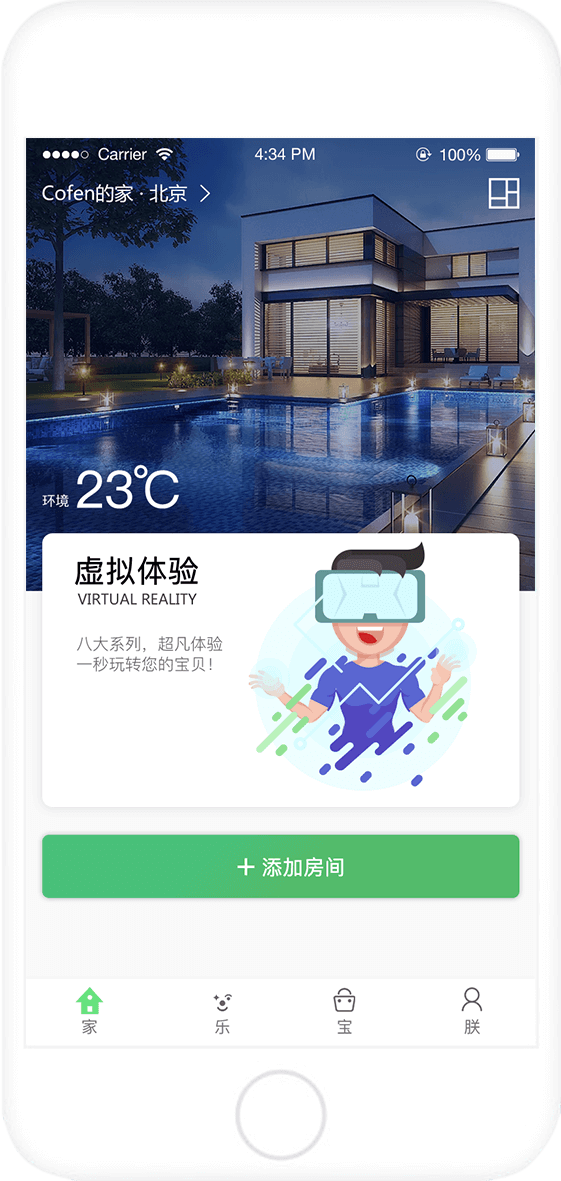 Carrier 4:34 PM 100%
Cofen的家 · 北京
环境 23℃
虚拟体验
VIRTUAL REALITY
八大系列，超凡体验
一秒玩转您的宝贝！
+ 添加房间
家 乐 宝 朕